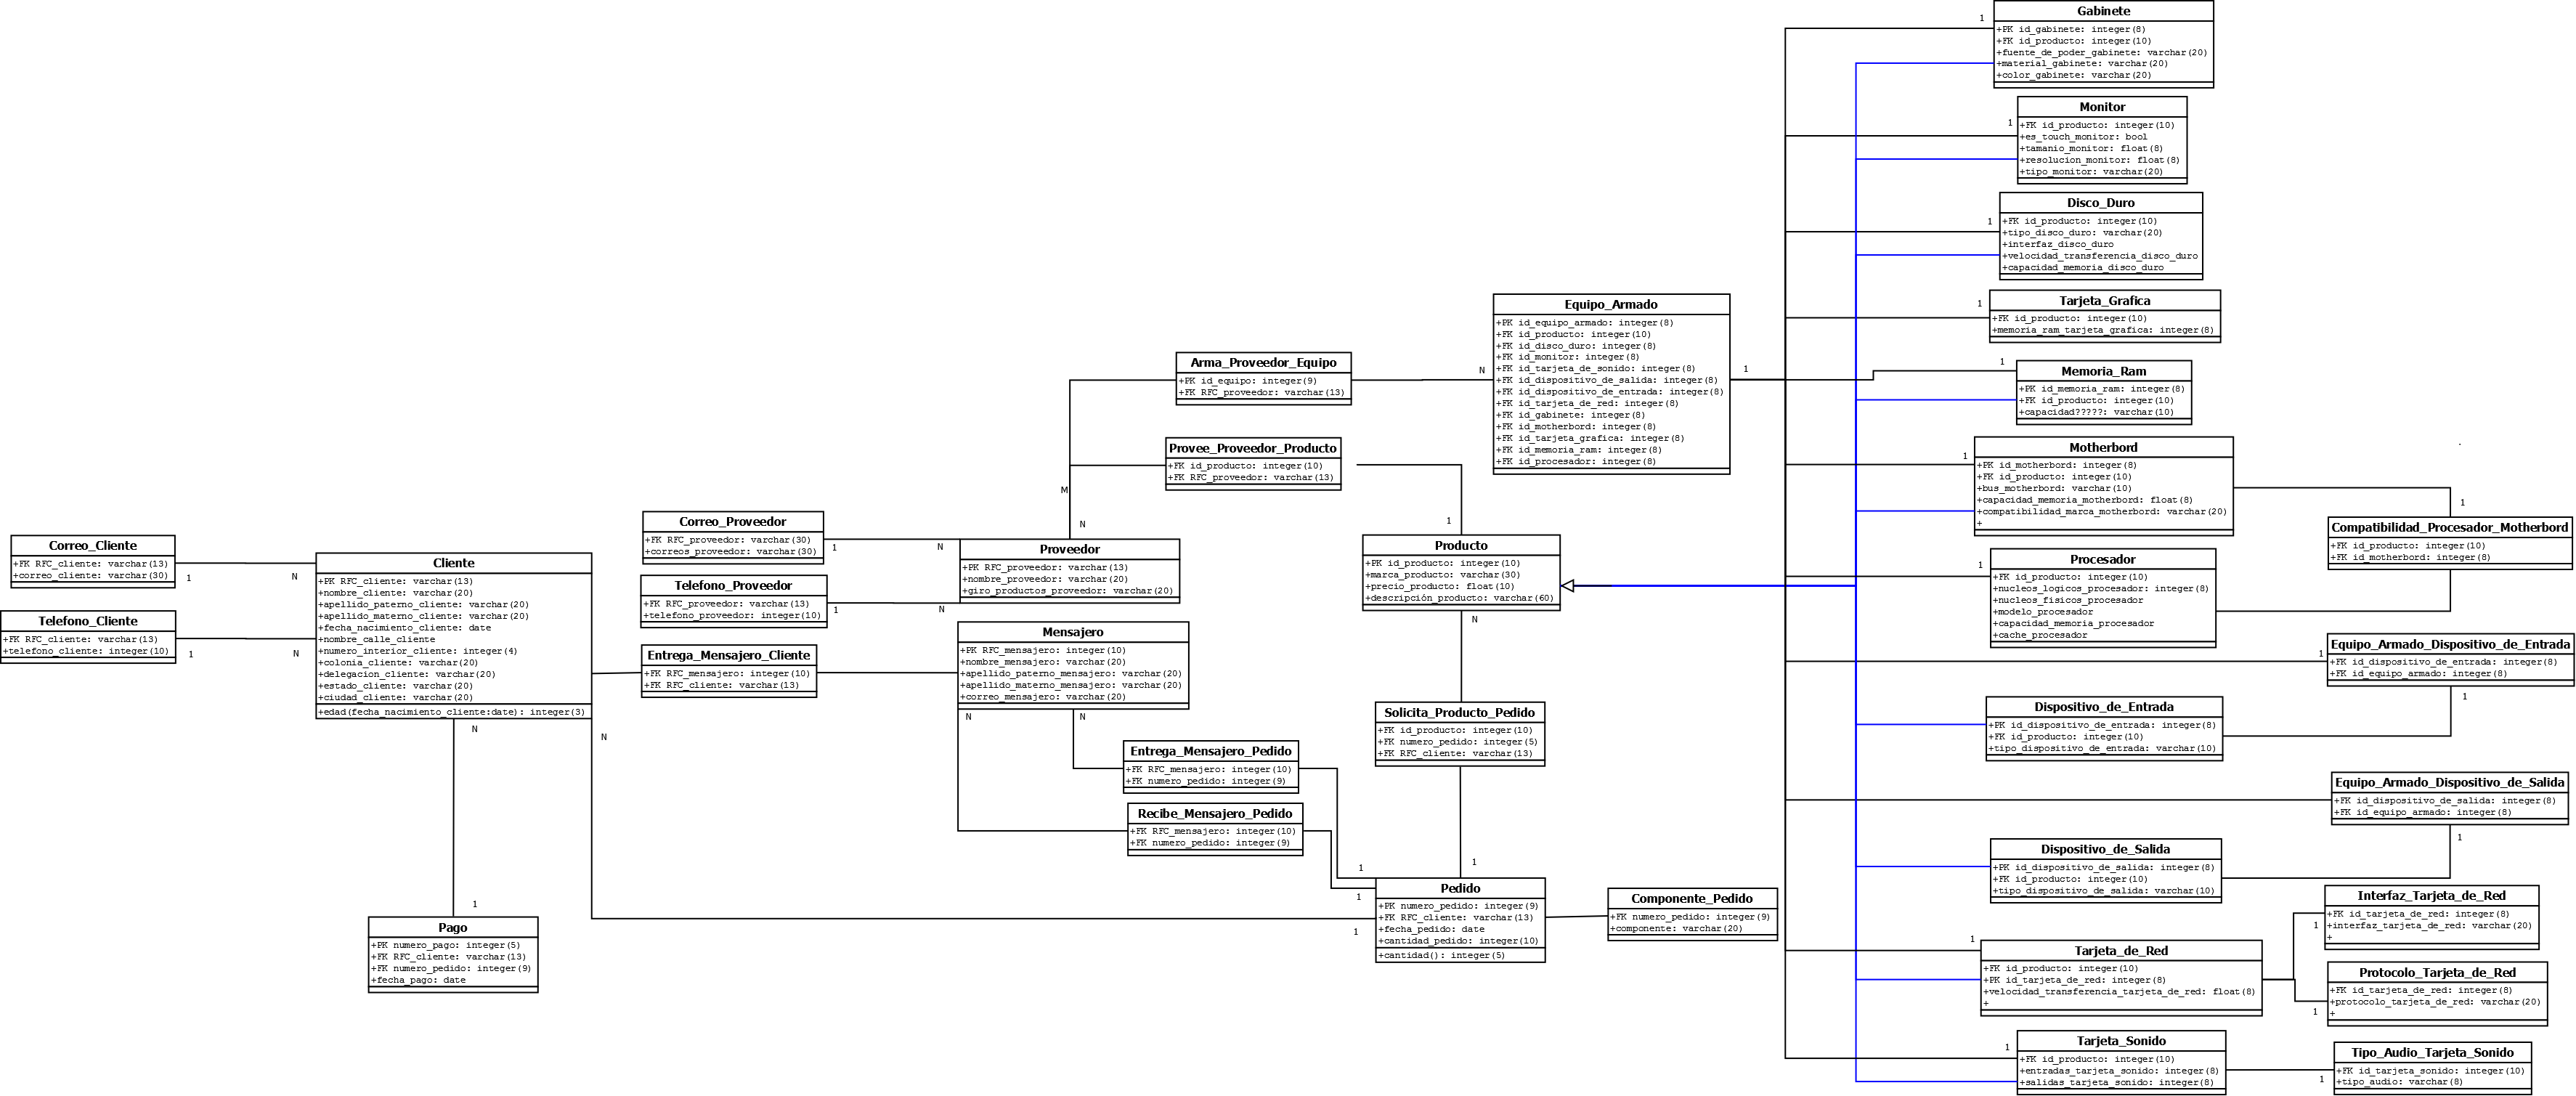 Gabinete
+PK id_gabinete: integer(8)
+FK id_producto: integer(10)
+fuente_de_poder_gabinete: varchar(20)
+material_gabinete: varchar(20)
+color_gabinete: varchar(20)
1
Monitor
+FK id_producto: integer(10)
+es_touch_monitor: bool
+tamanio_monitor: float(8)
+resolucion_monitor: float(8)
+tipo_monitor: varchar(20)
1
Disco_Duro
+FK id_producto: integer(10)
+tipo_disco_duro: varchar(20)
+interfaz_disco_duro
+velocidad_transferencia_disco_duro
+capacidad_memoria_disco_duro
1
Tarjeta_Grafica
+FK id_producto: integer(10)
+memoria_ram_tarjeta_grafica: integer(8)
1
Equipo_Armado
+PK id_equipo_armado: integer(8)
+FK id_producto: integer(10)
+FK id_disco_duro: integer(8)
+FK id_monitor: integer(8)
+FK id_tarjeta_de_sonido: integer(8)
+FK id_dispositivo_de_salida: integer(8)
+FK id_dispositivo_de_entrada: integer(8)
+FK id_tarjeta_de_red: integer(8)
+FK id_gabinete: integer(8)
+FK id_motherbord: integer(8)
+FK id_tarjeta_grafica: integer(8)
+FK id_memoria_ram: integer(8)
+FK id_procesador: integer(8)
N
1
Arma_Proveedor_Equipo
+PK id_equipo: integer(9)
+FK RFC_proveedor: varchar(13)
Memoria_Ram
+PK id_memoria_ram: integer(8)
+FK id_producto: integer(10)
+capacidad?????: varchar(10)
1
Provee_Proveedor_Producto
+FK id_producto: integer(10)
+FK RFC_proveedor: varchar(13)
M
N
1
Motherbord
+PK id_motherbord: integer(8)
+FK id_producto: integer(10)
+bus_motherbord: varchar(10)
+capacidad_memoria_motherbord: float(8)
+compatibilidad_marca_motherbord: varchar(20)
+
1
1
Compatibilidad_Procesador_Motherbord
+FK id_producto: integer(10)
+FK id_motherbord: integer(8)
Correo_Cliente
+FK RFC_cliente: varchar(13)
+correo_cliente: varchar(30)
1
N
Telefono_Cliente
+FK RFC_cliente: varchar(13)
+telefono_cliente: integer(10)
1
N
Cliente
+PK RFC_cliente: varchar(13)
+nombre_cliente: varchar(20)
+apellido_paterno_cliente: varchar(20)
+apellido_materno_cliente: varchar(20)
+fecha_nacimiento_cliente: date
+nombre_calle_cliente
+numero_interior_cliente: integer(4)
+colonia_cliente: varchar(20)
+delegacion_cliente: varchar(20)
+estado_cliente: varchar(20)
+ciudad_cliente: varchar(20)
+edad(fecha_nacimiento_cliente:date): integer(3)
N
N
Correo_Proveedor
+FK RFC_proveedor: varchar(30)
+correos_proveedor: varchar(30)
1
N
Telefono_Proveedor
+FK RFC_proveedor: varchar(13)
+telefono_proveedor: integer(10)
1
N
Proveedor
+PK RFC_proveedor: varchar(13)
+nombre_proveedor: varchar(20)
+giro_productos_proveedor: varchar(20)
Producto
+PK id_producto: integer(10)
+marca_producto: varchar(30)
+precio_producto: float(10)
+descripción_producto: varchar(60)
N
Procesador
+FK id_producto: integer(10)
+nucleos_logicos_procesador: integer(8)
+nucleos_fisicos_procesador
+modelo_procesador
+capacidad_memoria_procesador
+cache_procesador
1
Entrega_Mensajero_Cliente
+FK RFC_mensajero: integer(10)
+FK RFC_cliente: varchar(13)
Mensajero
+PK RFC_mensajero: integer(10)
+nombre_mensajero: varchar(20)
+apellido_paterno_mensajero: varchar(20)
+apellido_materno_mensajero: varchar(20)
+correo_mensajero: varchar(20)
N
N
Equipo_Armado_Dispositivo_de_Entrada
+FK id_dispositivo_de_entrada: integer(8)
+FK id_equipo_armado: integer(8)
1
1
Dispositivo_de_Entrada
+PK id_dispositivo_de_entrada: integer(8)
+FK id_producto: integer(10)
+tipo_dispositivo_de_entrada: varchar(10)
Solicita_Producto_Pedido
+FK id_producto: integer(10)
+FK numero_pedido: integer(5)
+FK RFC_cliente: varchar(13)
1
Entrega_Mensajero_Pedido
+FK RFC_mensajero: integer(10)
+FK numero_pedido: integer(9)
1
Recibe_Mensajero_Pedido
+FK RFC_mensajero: integer(10)
+FK numero_pedido: integer(9)
1
1
Equipo_Armado_Dispositivo_de_Salida
+FK id_dispositivo_de_salida: integer(8)
+FK id_equipo_armado: integer(8)
1
Dispositivo_de_Salida
+PK id_dispositivo_de_salida: integer(8)
+FK id_producto: integer(10)
+tipo_dispositivo_de_salida: varchar(10)
Pedido
+PK numero_pedido: integer(9)
+FK RFC_cliente: varchar(13)
+fecha_pedido: date
+cantidad_pedido: integer(10)
+cantidad(): integer(5)
Componente_Pedido
+FK numero_pedido: integer(9)
+componente: varchar(20)
1
Pago
+PK numero_pago: integer(5)
+FK RFC_cliente: varchar(13)
+FK numero_pedido: integer(9)
+fecha_pago: date
Interfaz_Tarjeta_de_Red
+FK id_tarjeta_de_red: integer(8)
+interfaz_tarjeta_de_red: varchar(20)
+
1
Tarjeta_de_Red
+FK id_producto: integer(10)
+PK id_tarjeta_de_red: integer(8)
+velocidad_transferencia_tarjeta_de_red: float(8)
+
1
Protocolo_Tarjeta_de_Red
+FK id_tarjeta_de_red: integer(8)
+protocolo_tarjeta_de_red: varchar(20)
+
1
Tarjeta_Sonido
+FK id_producto: integer(10)
+entradas_tarjeta_sonido: integer(8)
+salidas_tarjeta_sonido: integer(8)
1
Tipo_Audio_Tarjeta_Sonido
+FK id_tarjeta_sonido: integer(10)
+tipo_audio: varchar(8)
1